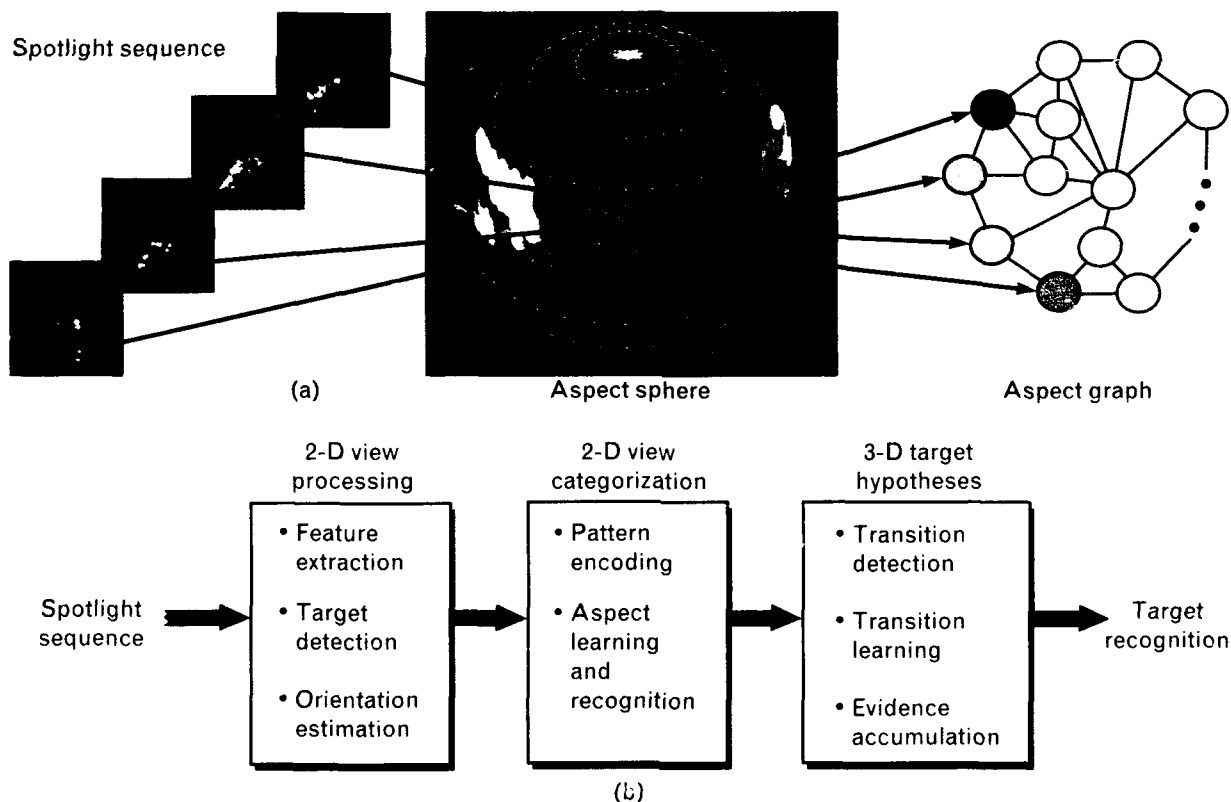 Spotlight sequence
(a)
Aspect sphere
Aspect graph
2-D view
processing
2-D view
categorization
3-D target
hypotheses
• Feature
extraction
• Target
detection
• Orientation
estimation
• Pattern
encoding
• Aspect
learning
and
recognition
• Transition
detection
• Transition
learning
• Evidence
accumulation
Spotlight
sequence
Target
recognition
(b)